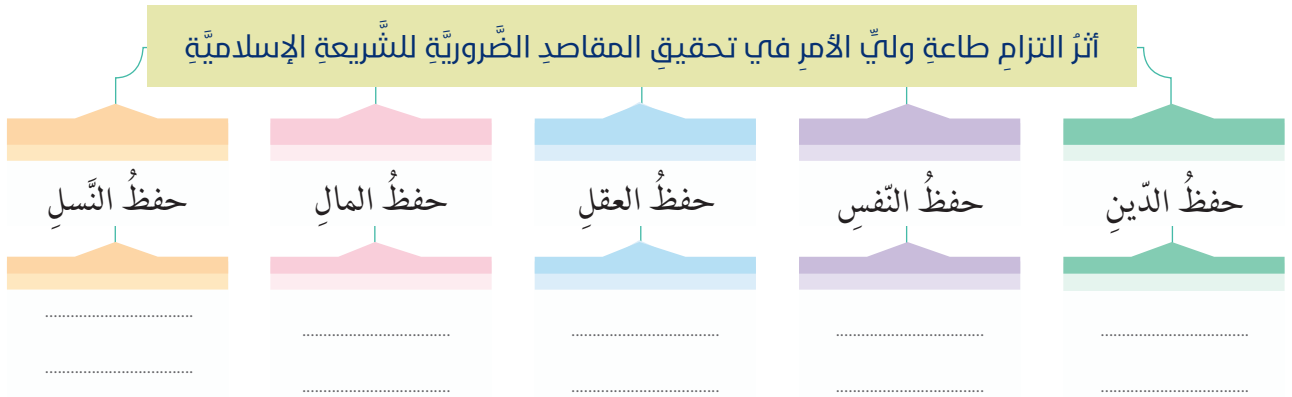 أثرُ التزامِ طاعةِ وليِّ الأمرِ في تحقيقِ المقاصدِ الضَّروريَّةِ للشَّريعةِ الإسلاميَّةِ
حفظُ الدّينِ
حفظُ النّفسِ
حفظُ العقلِ
حفظُ المالِ
حفظُ النَّسلِ